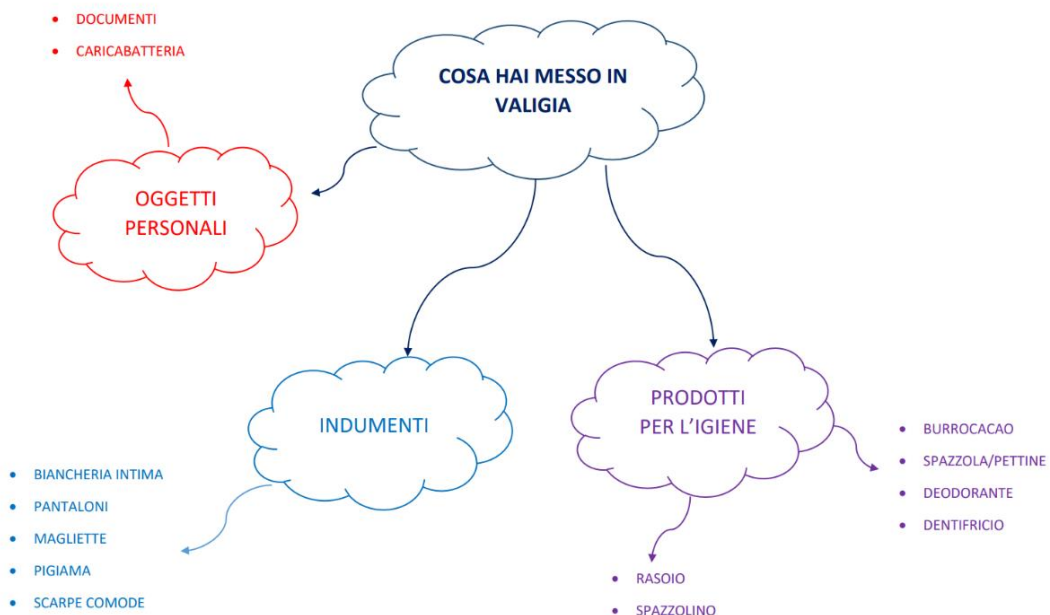 DOCUMENTI
CARICABATTERIA
COSA HAI MESSO IN
VALIGIA
OGGETTI
PERSONALI
INDUMENTI
BIANCHERIA INTIMA
PANTALONI
MAGLIETTE
PIGIAMA
SCARPE COMODE
PRODOTTI
PER L'IGIENE
BURROCACAO
SPAZZOLA/PETTINE
DEODORANTE
DENTIFRICIO
RASOIO
SPAZZOLINO